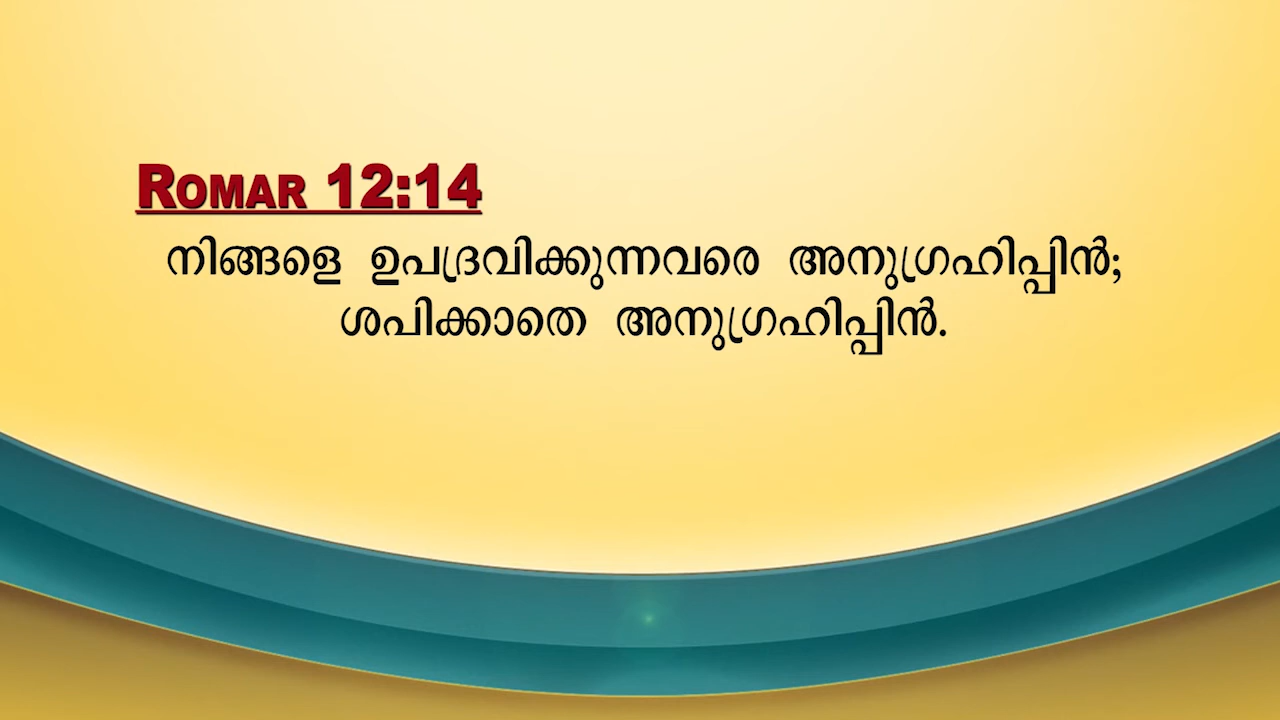 ROMAR 12:14
നിങ്ങളെ ഉപദ്രവിക്കുന്നവരെ അനുഗ്രഹിപ്പിൻ;
ശപിക്കാതെ അനുഗ്രഹിപ്പിൻ.